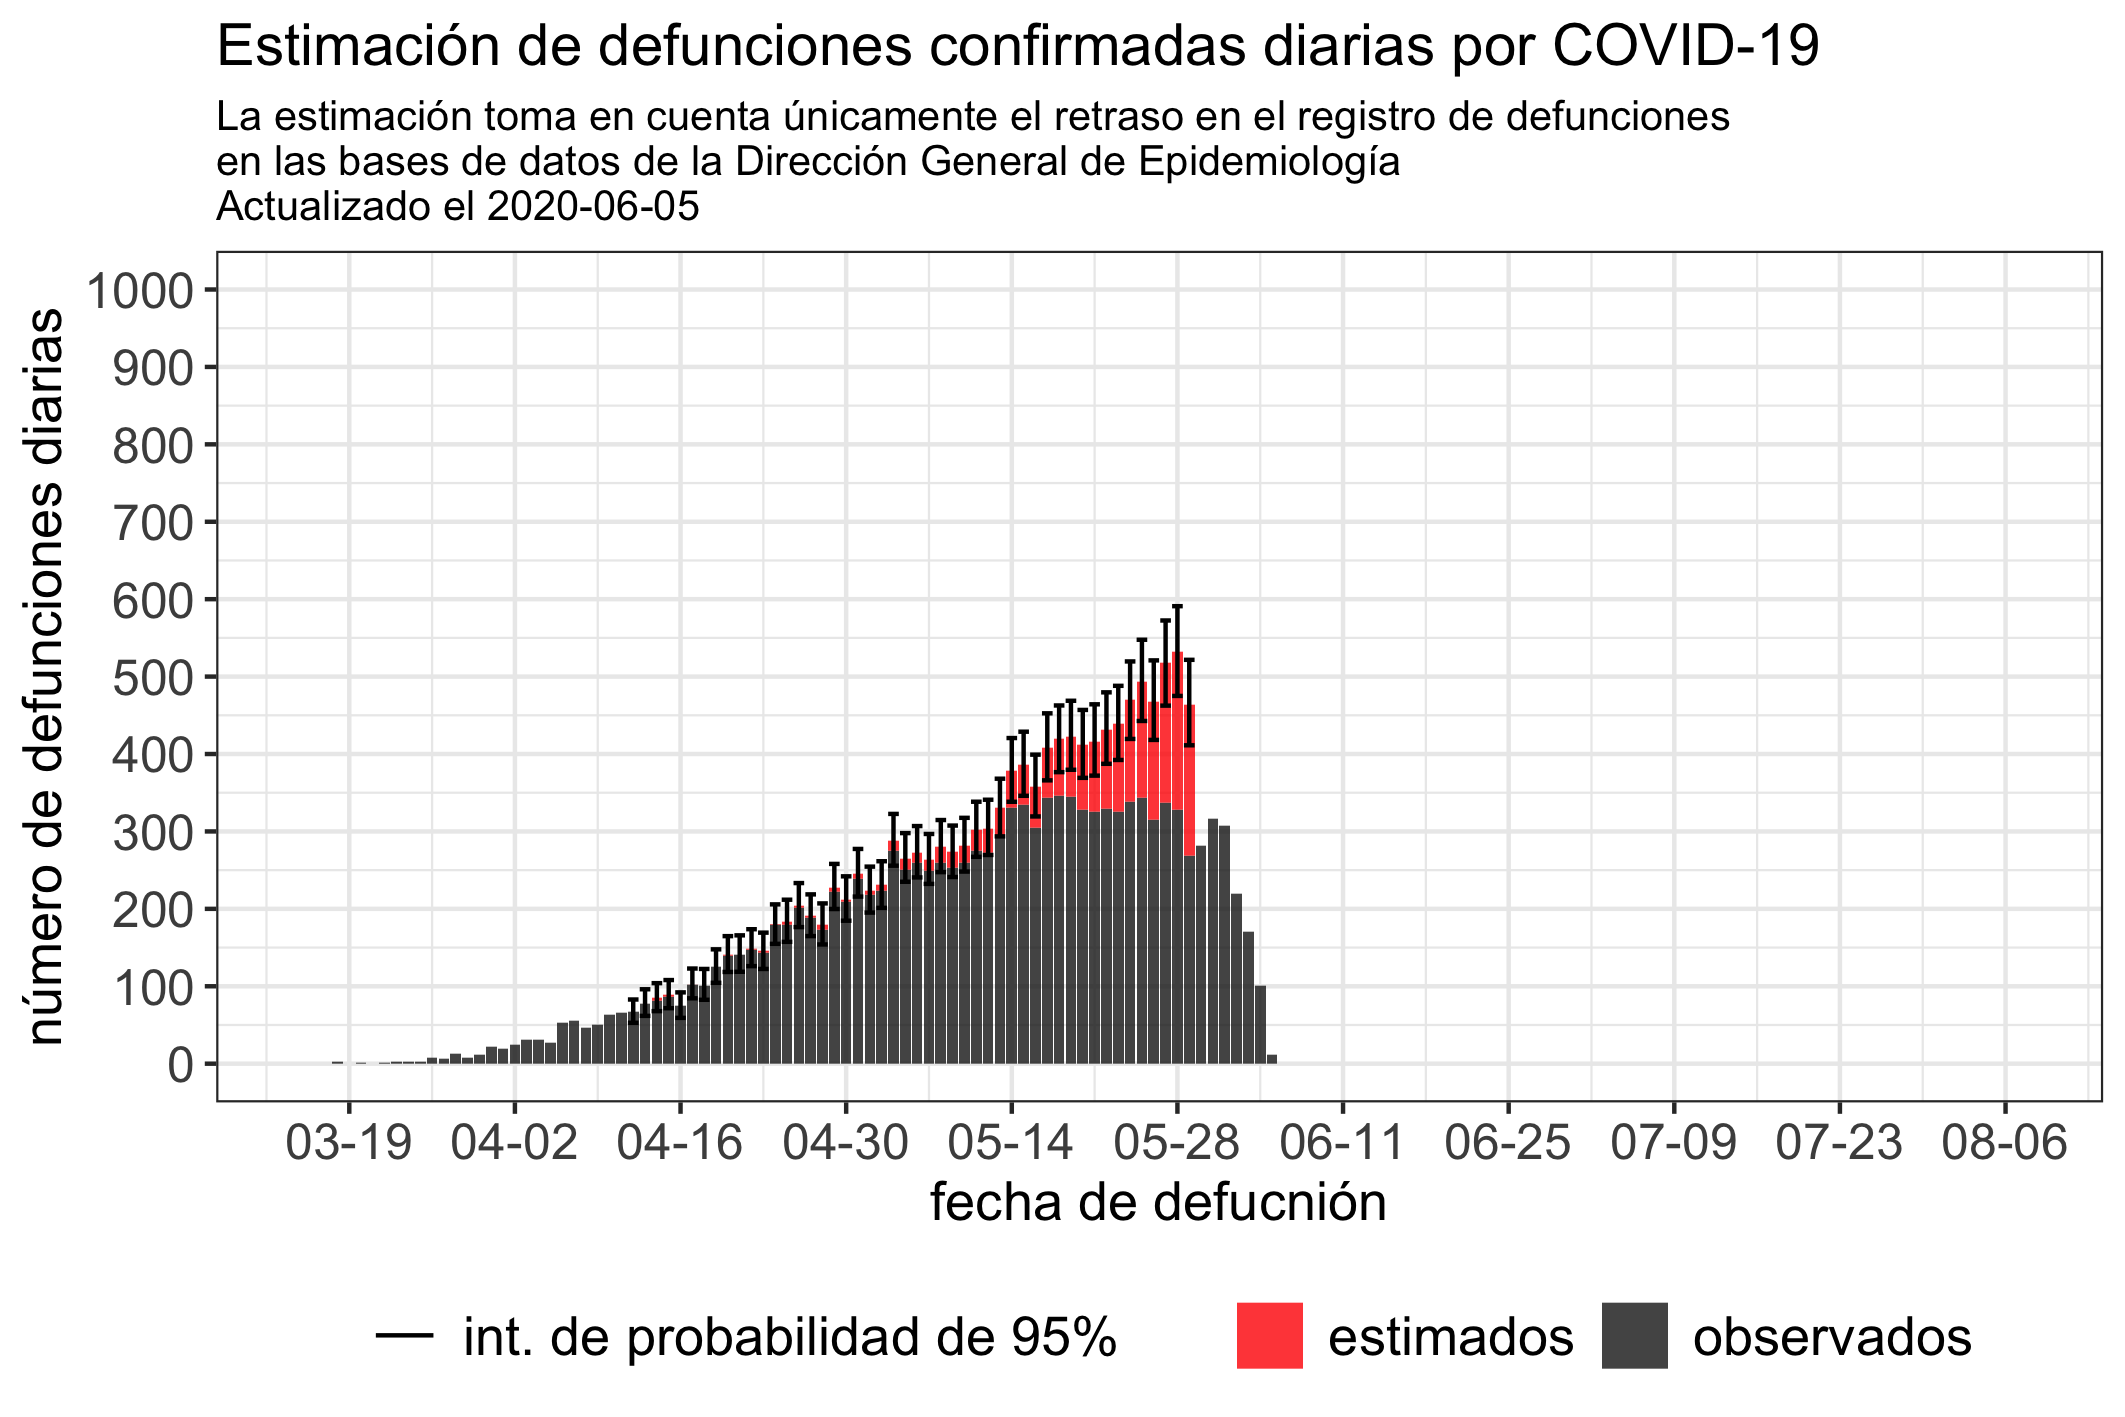 Estimación de defunciones confirmadas diarias por COVID-19
La estimación toma en cuenta únicamente el retraso en el registro de defunciones
en las bases de datos de la Dirección General de Epidemiología
Actualizado el 2020-06-05
número de defunciones diarias
1000
900
800
700
600
500
400
300
200
100
0
03-19 04-02 04-16 04-30 05-14 05-28 06-11 06-25 07-09 07-23 08-06
fecha de defucnión
int. de probabilidad de 95% estimados observados